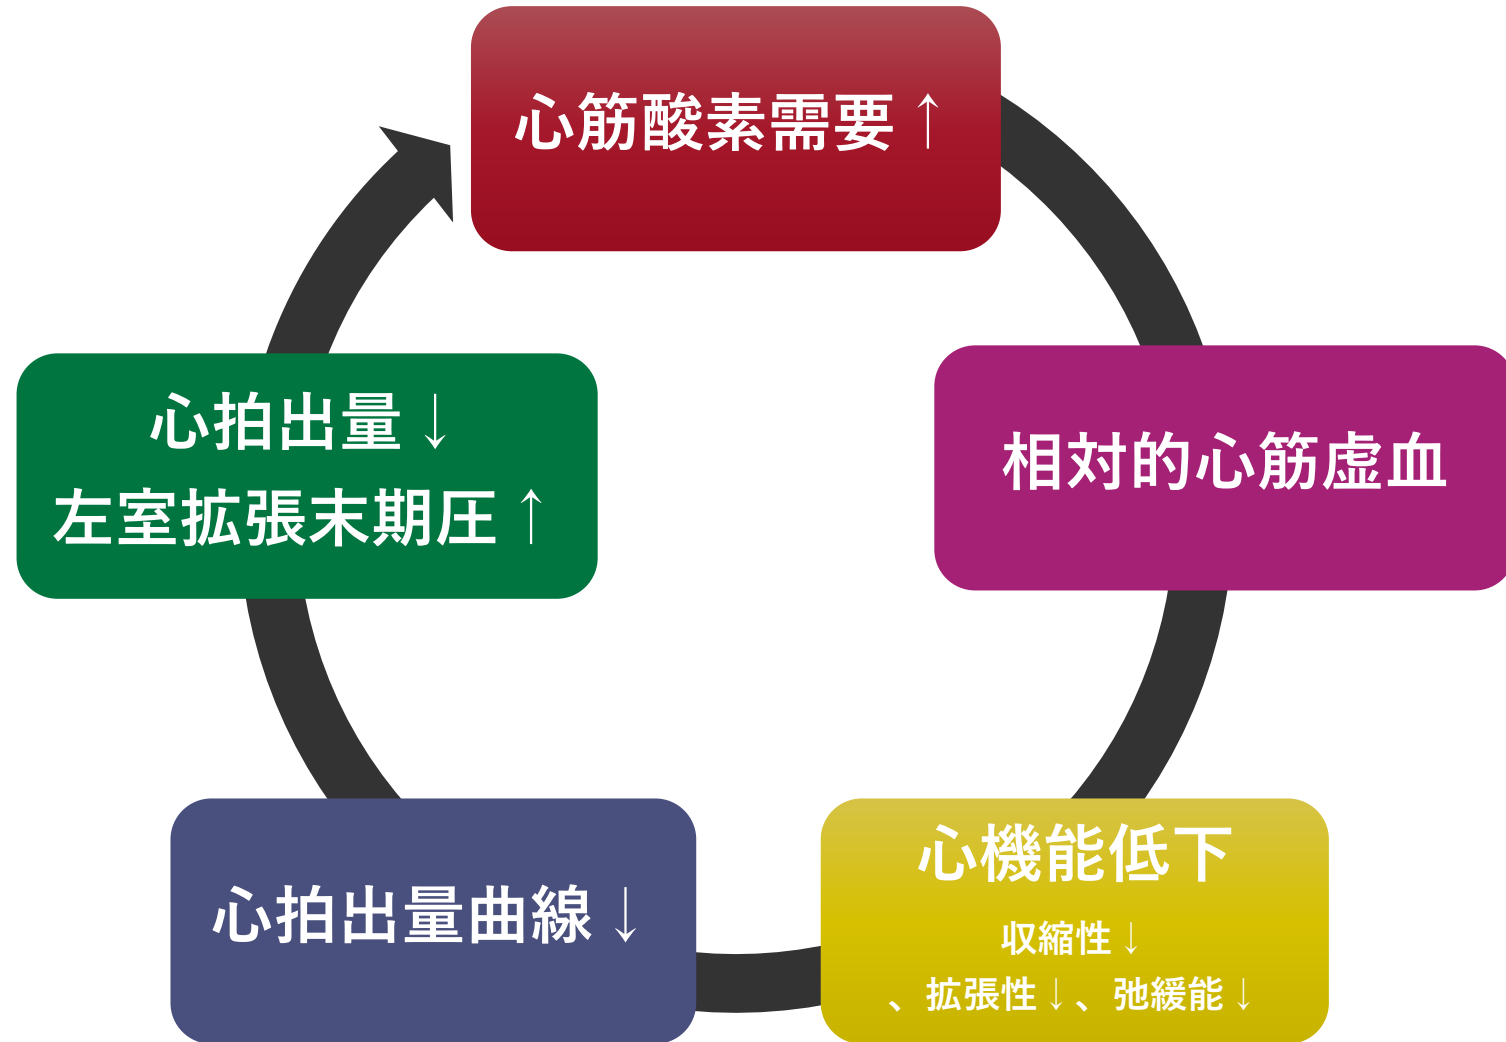 心筋酸素需要↑
相対的心筋虚血
心機能低下
収縮性↓
、拡張性↓、弛緩能↓
心拍出量曲線↓
心拍出量↓
左室拡張末期圧↑